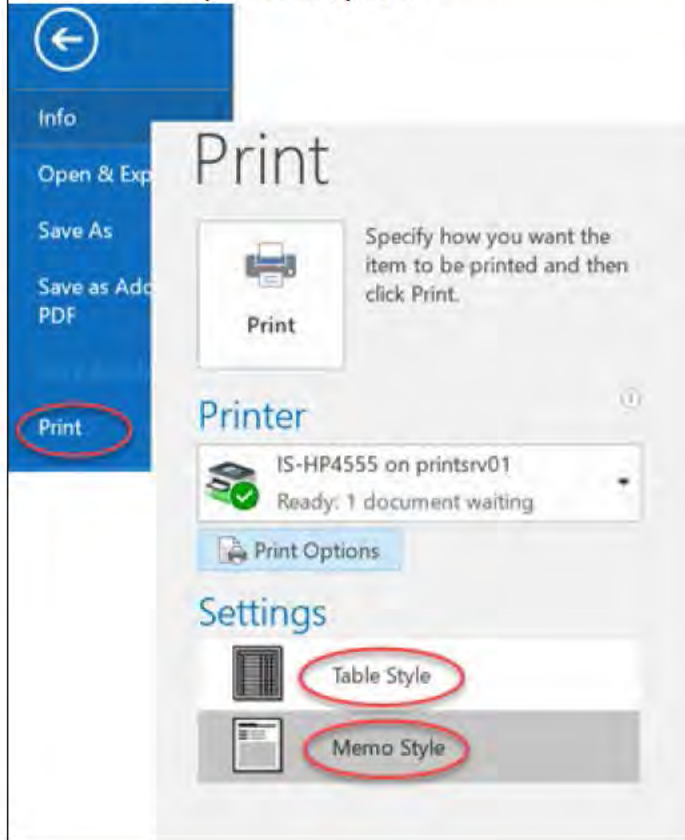 Info
Open & Exp
Save As
Save as Ado
PDF
Print
Print
Print
Specify how you want the
item to be printed and then
click Print.
Printer
IS-HP4555 on printsrv01
Ready: 1 document waiting
Print Options
Settings
Table Style
Memo Style